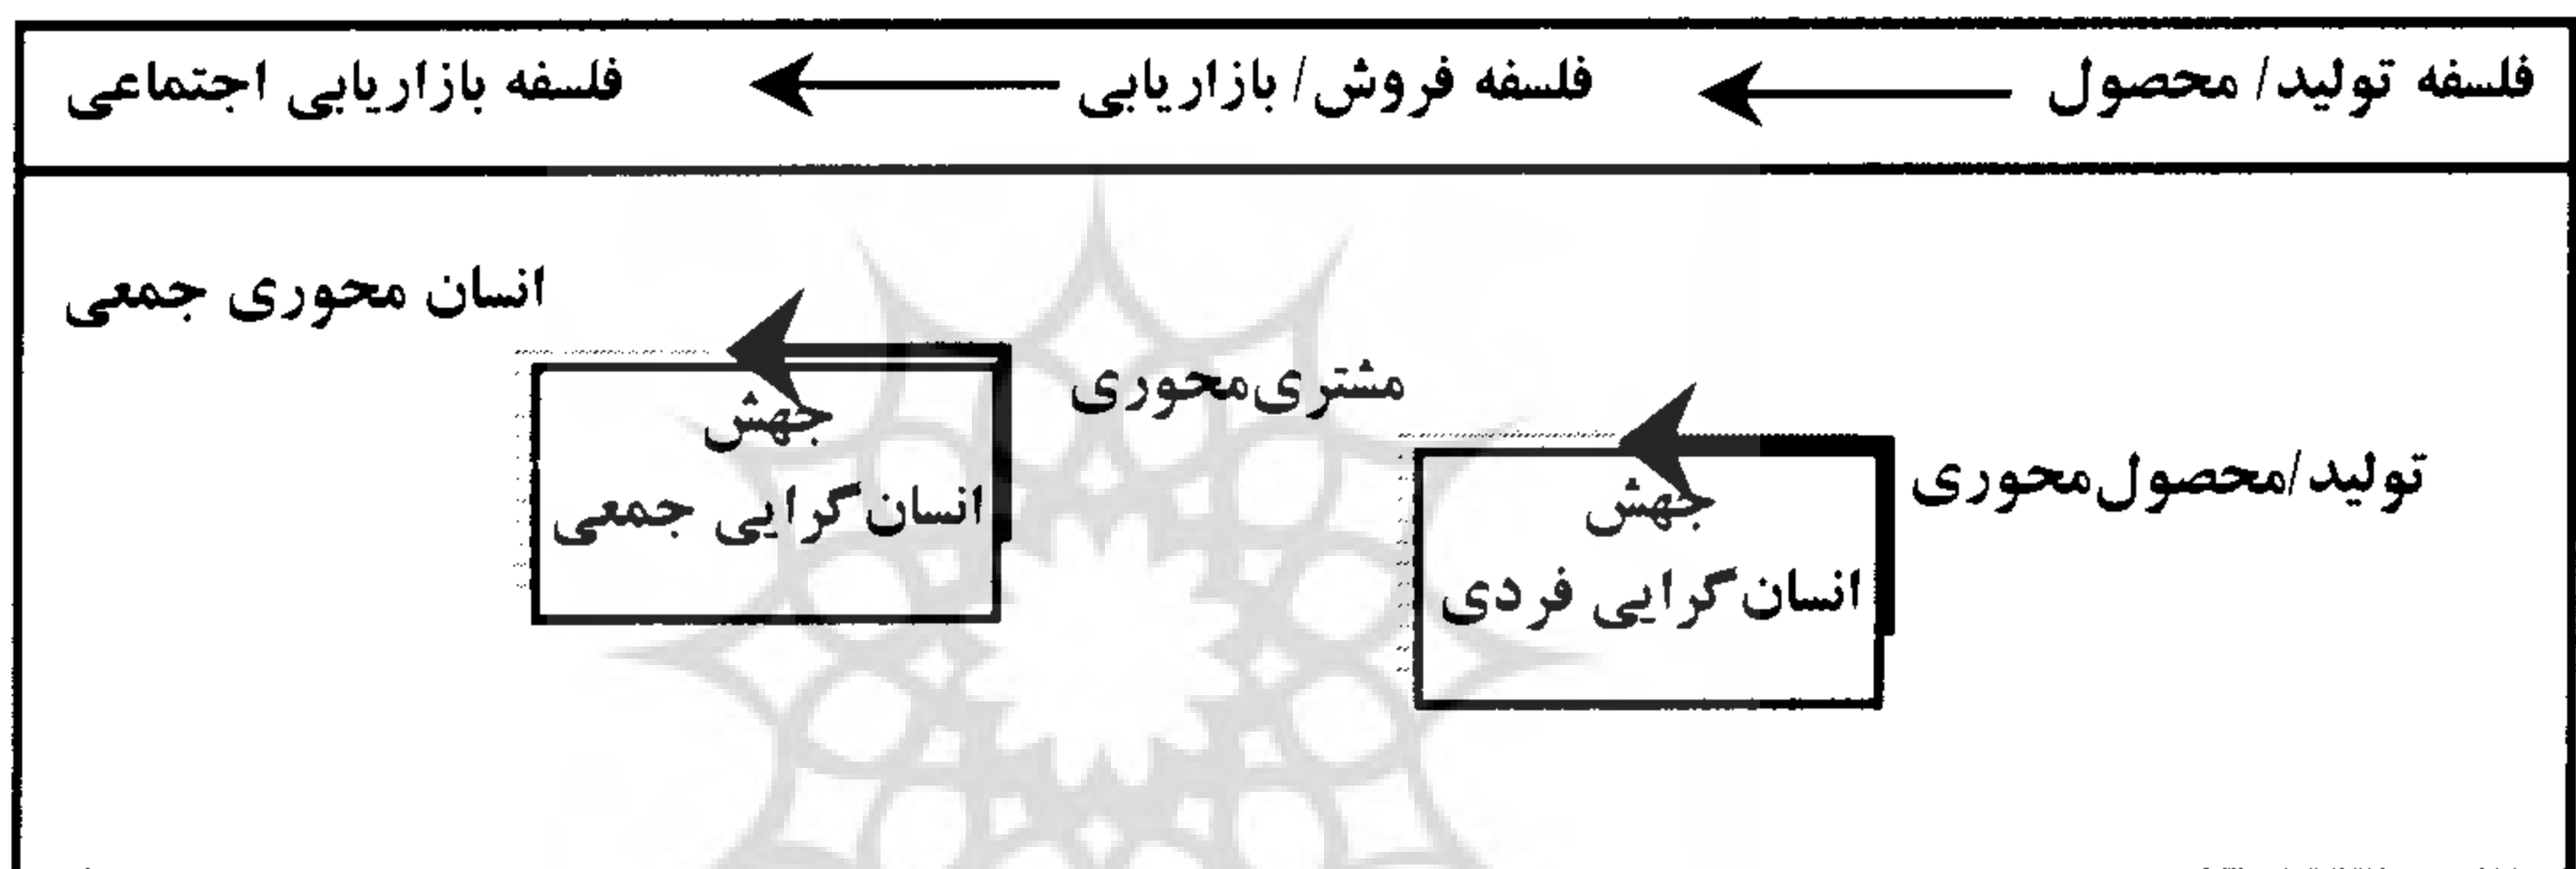 فلسفه تولید/ محصول
فلسفه فروش/ بازاریابی
فلسفه بازاریابی اجتماعی
تولید/محصول‌محوری
جهش
انسان‌گرایی فردی
مشتری‌محوری
جهش
انسان‌گرایی جمعی
انسان محوری جمعی